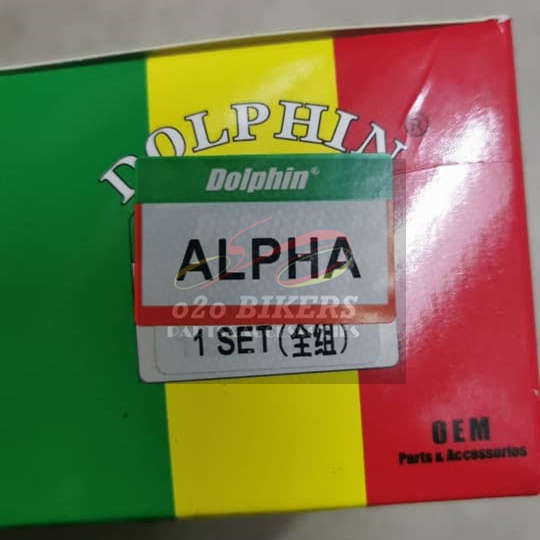 DOLPHIN®
Dolphin®
ALPHA
o2o BIKERS
1 SET(全组)
OEM
Parts & Accessories